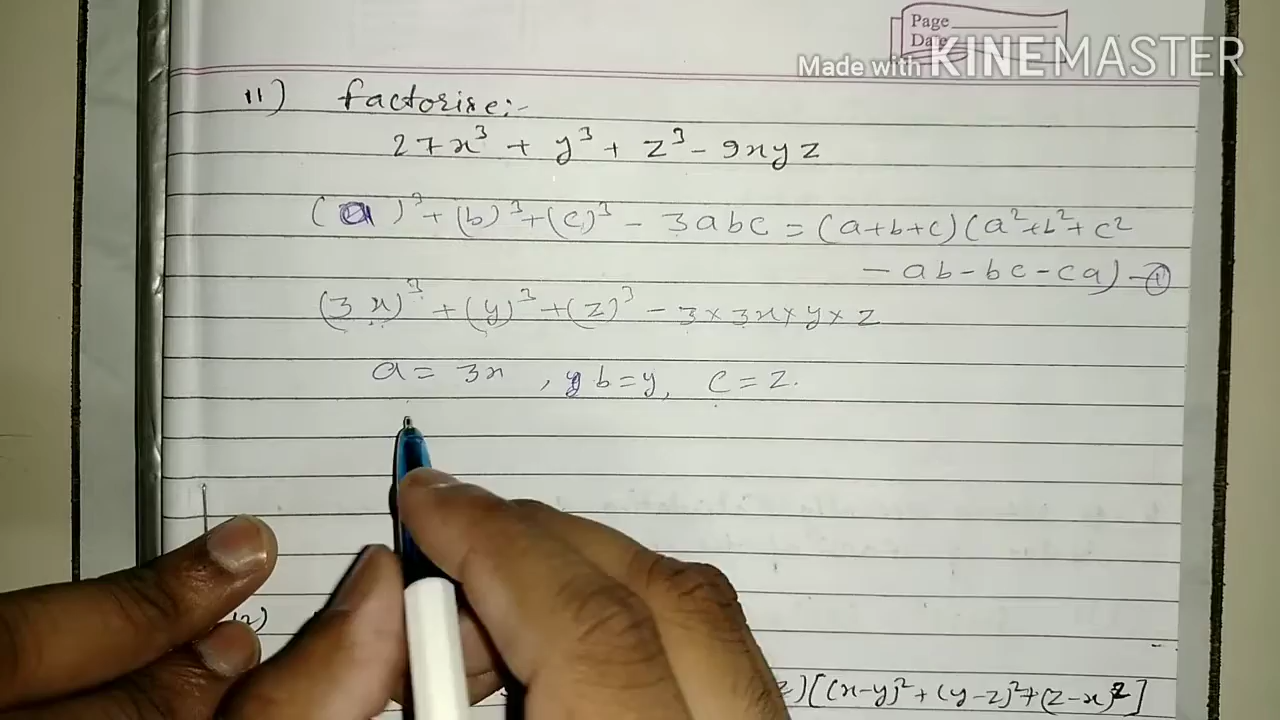 Page
Date
Made with KINEMASTER
11) factorise:-
27x³ + y³ + z³ - 9xyz
(a)³ + (b)³ + (c)³ - 3abc = (a+b+c)(a²+b²+c²
- ab - bc - ca) - ①
(3x)³ + (y)³ + (z)³ - 3×3x×y×z
a = 3x , b = y, c = z.
)[(x-y)²+(y-z)²+(z-x)²]